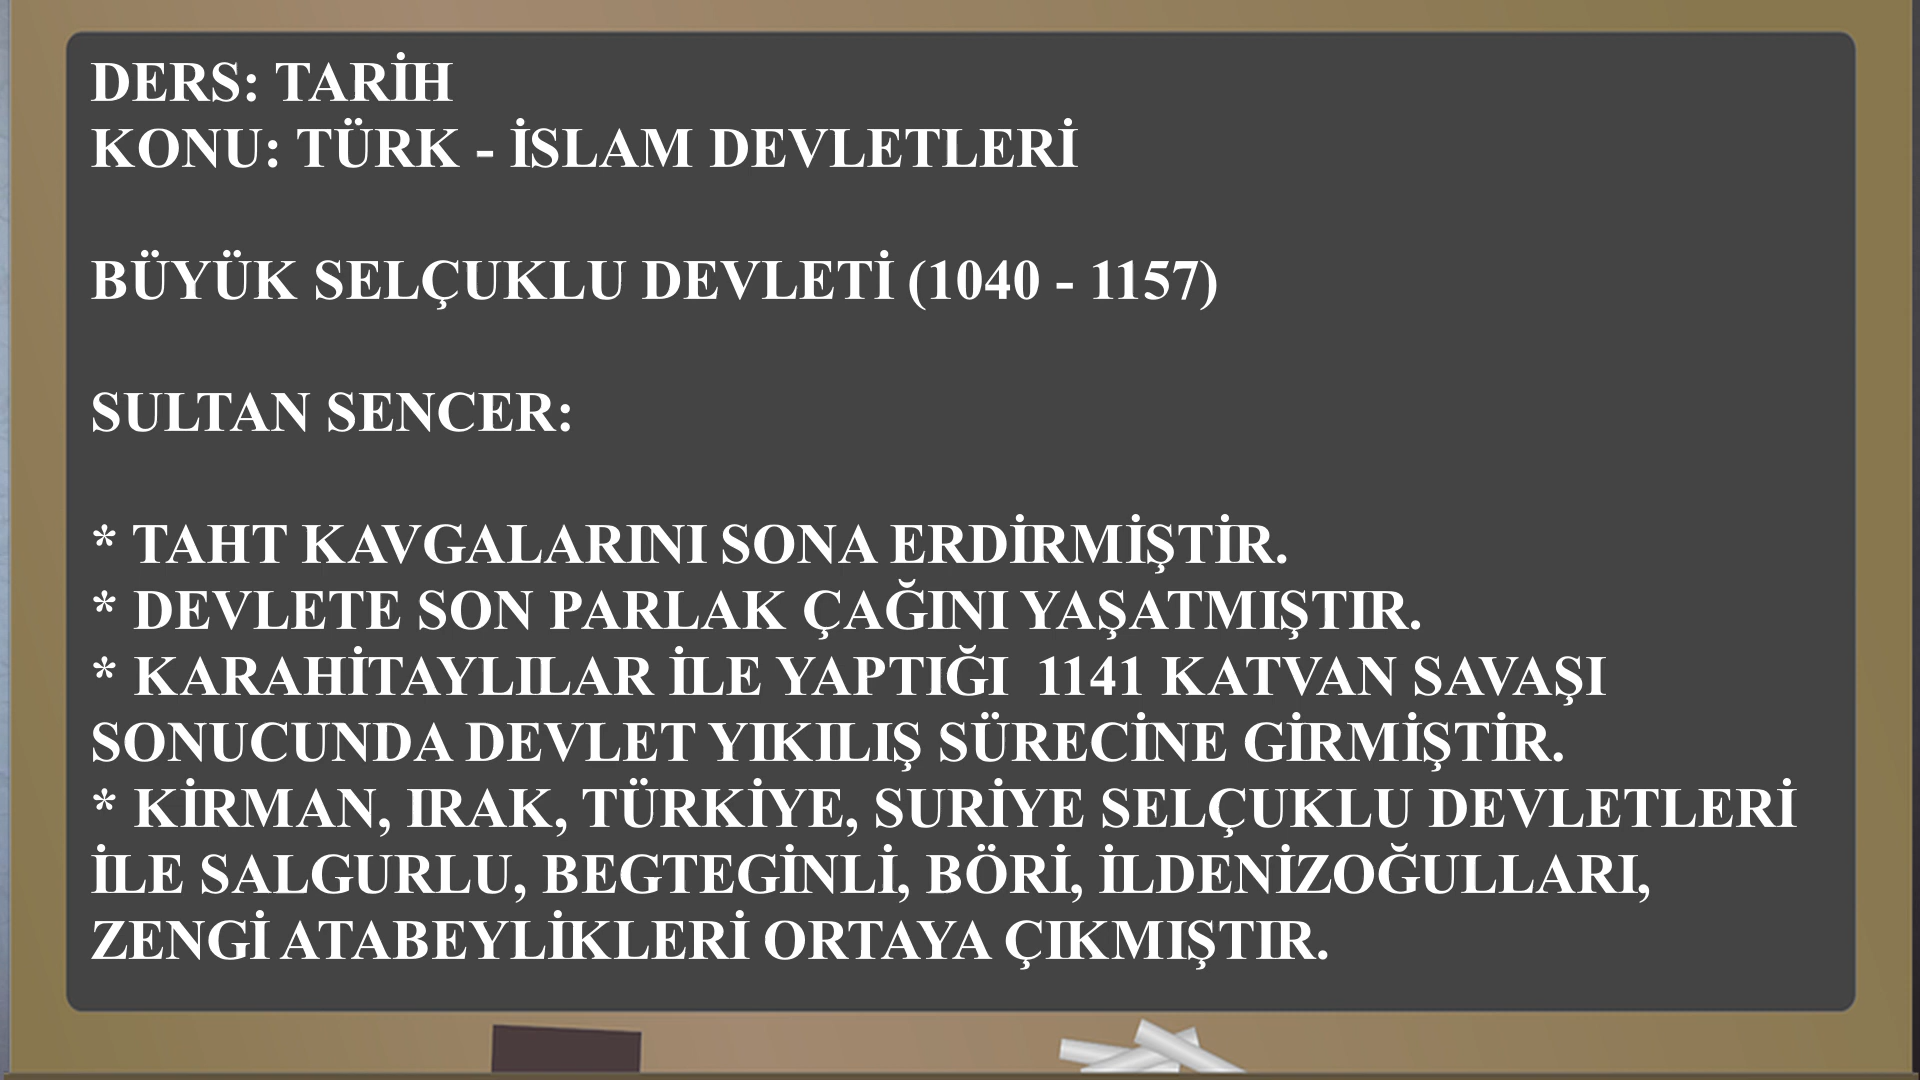 DERS: TARİH
KONU: TÜRK - İSLAM DEVLETLERİ
BÜYÜK SELÇUKLU DEVLETİ (1040 - 1157)
SULTAN SENCER:
* TAHT KAVGALARINI SONA ERDİRMİŞTİR.
* DEVLETE SON PARLAK ÇAĞINI YAŞATMIŞTIR.
* KARAHİTAYLILAR İLE YAPTIĞI  1141 KATVAN SAVAŞI
SONUCUNDA DEVLET YIKILIŞ SÜRECİNE GİRMİŞTİR.
* KİRMAN, IRAK, TÜRKİYE, SURİYE SELÇUKLU DEVLETLERİ
İLE SALGURLU, BEGTEGİNLİ, BÖRİ, İLDENİZOĞULLARI,
ZENGİ ATABEYLİKLERİ ORTAYA ÇIKMIŞTIR.